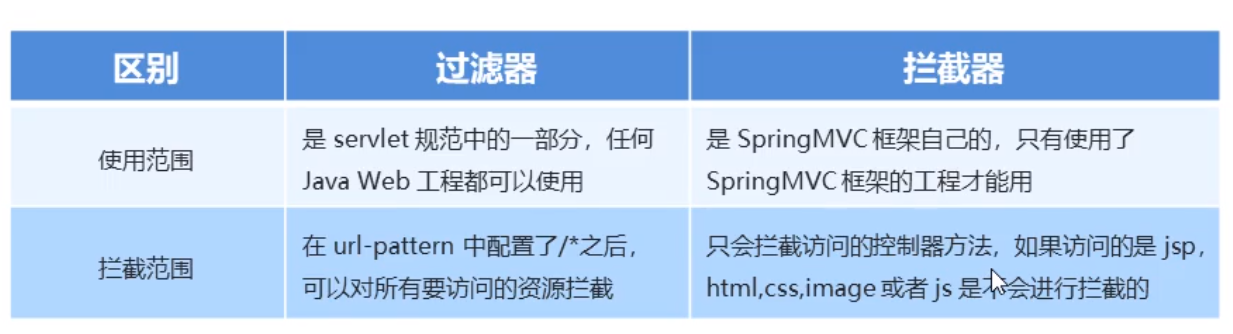 区别 过滤器 拦截器
使用范围
是 servlet 规范中的一部分，任何
Java Web 工程都可以使用
是 SpringMVC 框架自己的，只有使用了
SpringMVC 框架的工程才能用
拦截范围
在 url-pattern 中配置了/*之后，
可以对所有要访问的资源拦截
只会拦截访问的控制器方法，如果访问的是 jsp，
html,css,image 或者 js 是不会进行拦截的